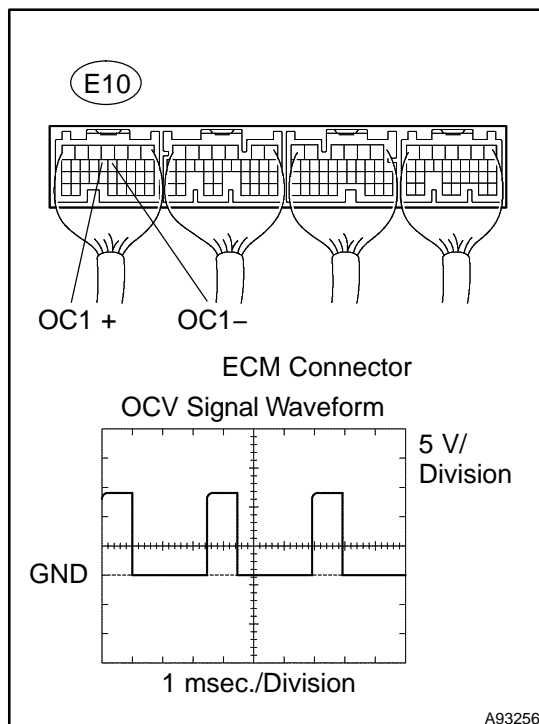 E10
OC1 +
OC1−
ECM Connector
OCV Signal Waveform
5 V/
Division
GND
1 msec./Division
A93256